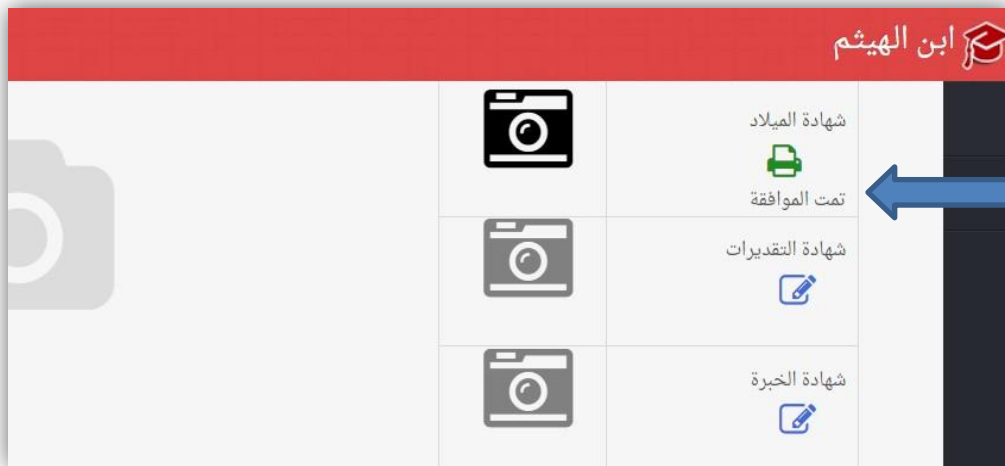 ابن الهيثم
شهادة الميلاد
تمت الموافقة
شهادة التقديرات
شهادة الخبرة